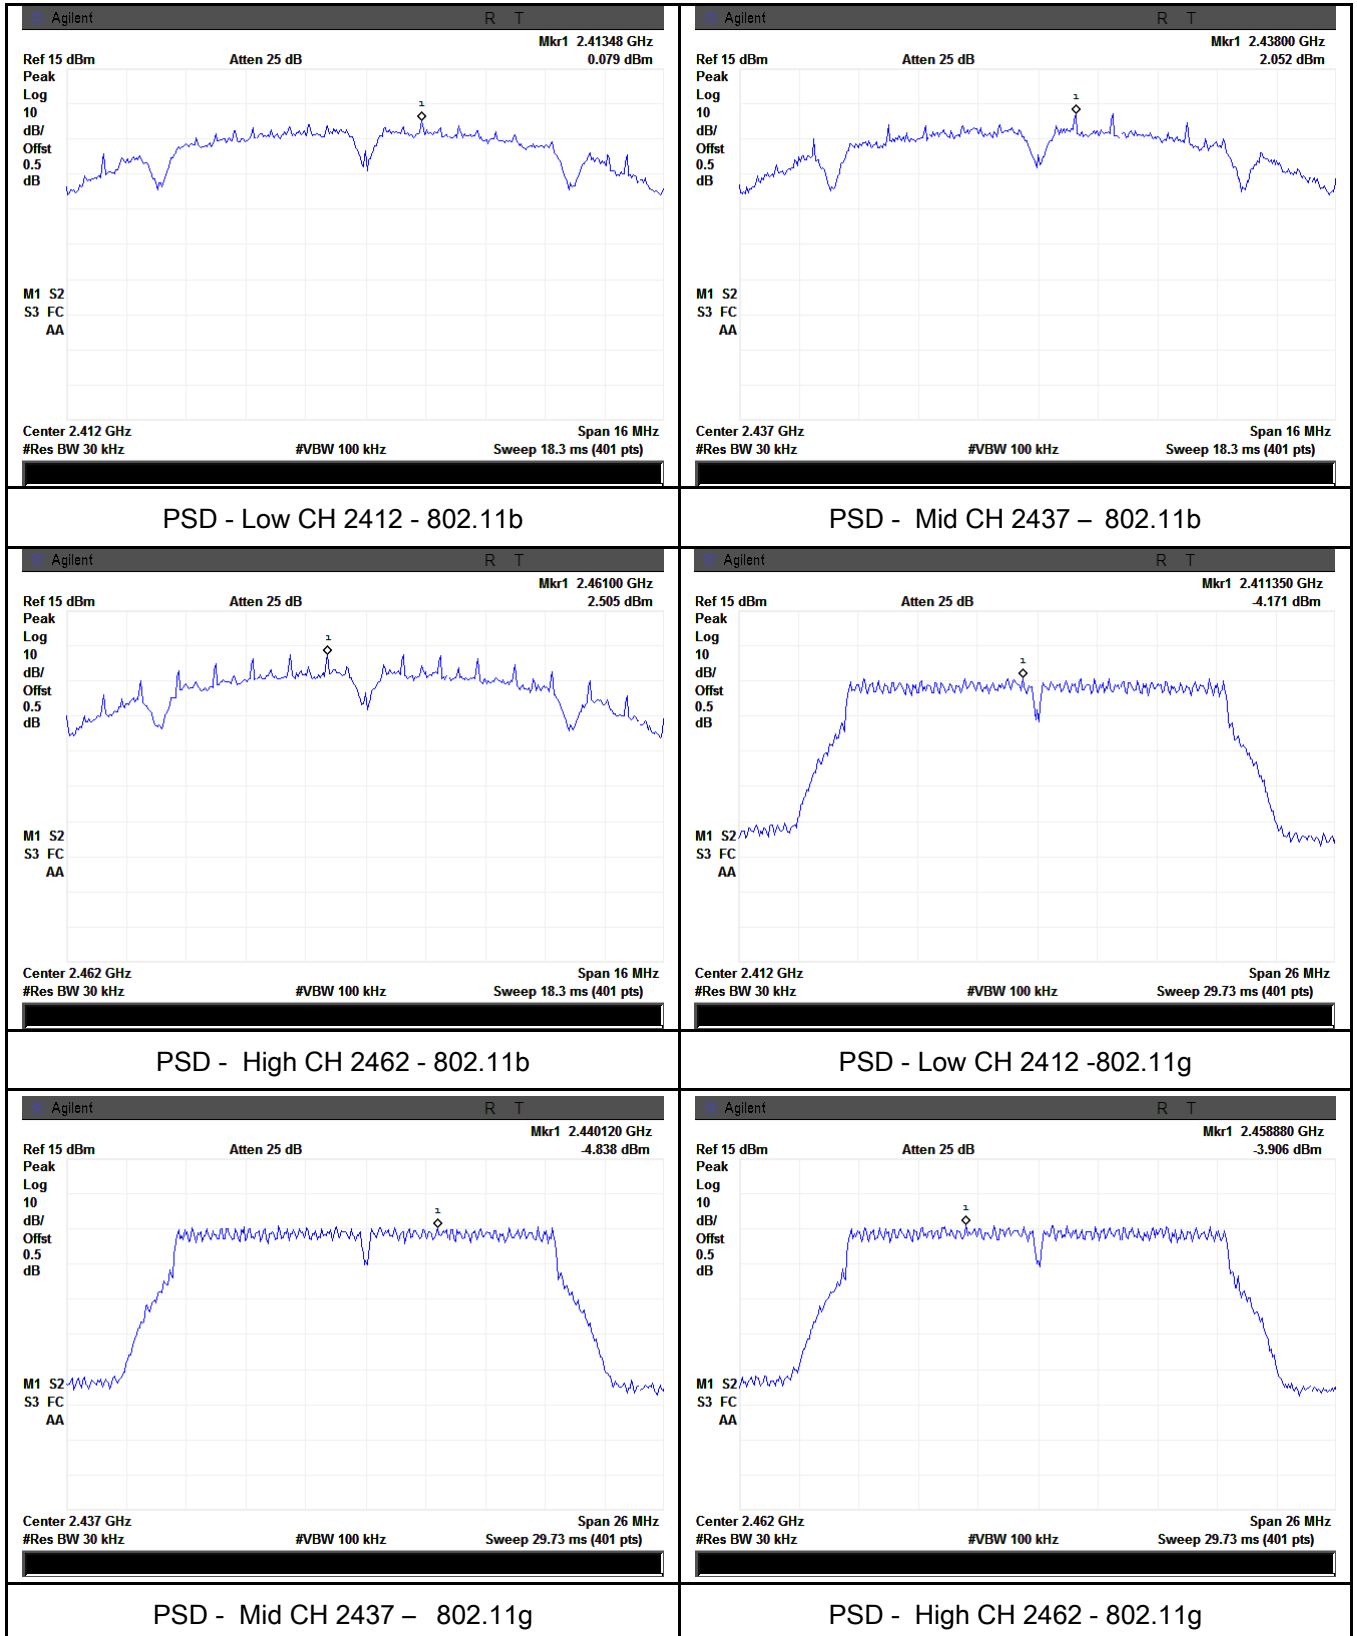 Agilent R T
Mkr1 2.41348 GHz
Ref 15 dBm Atten 25 dB 0.079 dBm
Peak
Log
10
dB/
Offst
0.5
dB
1
M1 S2
S3 FC
AA
Center 2.412 GHz Span 16 MHz
#Res BW 30 kHz #VBW 100 kHz Sweep 18.3 ms (401 pts)
PSD - Low CH 2412 - 802.11b
Agilent R T
Mkr1 2.43800 GHz
Ref 15 dBm Atten 25 dB 2.052 dBm
Peak
Log
10
dB/
Offst
0.5
dB
1
M1 S2
S3 FC
AA
Center 2.437 GHz Span 16 MHz
#Res BW 30 kHz #VBW 100 kHz Sweep 18.3 ms (401 pts)
PSD - Mid CH 2437 – 802.11b
Agilent R T
Mkr1 2.46100 GHz
Ref 15 dBm Atten 25 dB 2.505 dBm
Peak
Log
10
dB/
Offst
0.5
dB
1
M1 S2
S3 FC
AA
Center 2.462 GHz Span 16 MHz
#Res BW 30 kHz #VBW 100 kHz Sweep 18.3 ms (401 pts)
PSD - High CH 2462 - 802.11b
Agilent R T
Mkr1 2.411350 GHz
Ref 15 dBm Atten 25 dB -4.171 dBm
Peak
Log
10
dB/
Offst
0.5
dB
1
M1 S2
S3 FC
AA
Center 2.412 GHz Span 26 MHz
#Res BW 30 kHz #VBW 100 kHz Sweep 29.73 ms (401 pts)
PSD - Low CH 2412 -802.11g
Agilent R T
Mkr1 2.440120 GHz
Ref 15 dBm Atten 25 dB -4.838 dBm
Peak
Log
10
dB/
Offst
0.5
dB
1
M1 S2
S3 FC
AA
Center 2.437 GHz Span 26 MHz
#Res BW 30 kHz #VBW 100 kHz Sweep 29.73 ms (401 pts)
PSD - Mid CH 2437 – 802.11g
Agilent R T
Mkr1 2.458880 GHz
Ref 15 dBm Atten 25 dB -3.906 dBm
Peak
Log
10
dB/
Offst
0.5
dB
1
M1 S2
S3 FC
AA
Center 2.462 GHz Span 26 MHz
#Res BW 30 kHz #VBW 100 kHz Sweep 29.73 ms (401 pts)
PSD - High CH 2462 - 802.11g